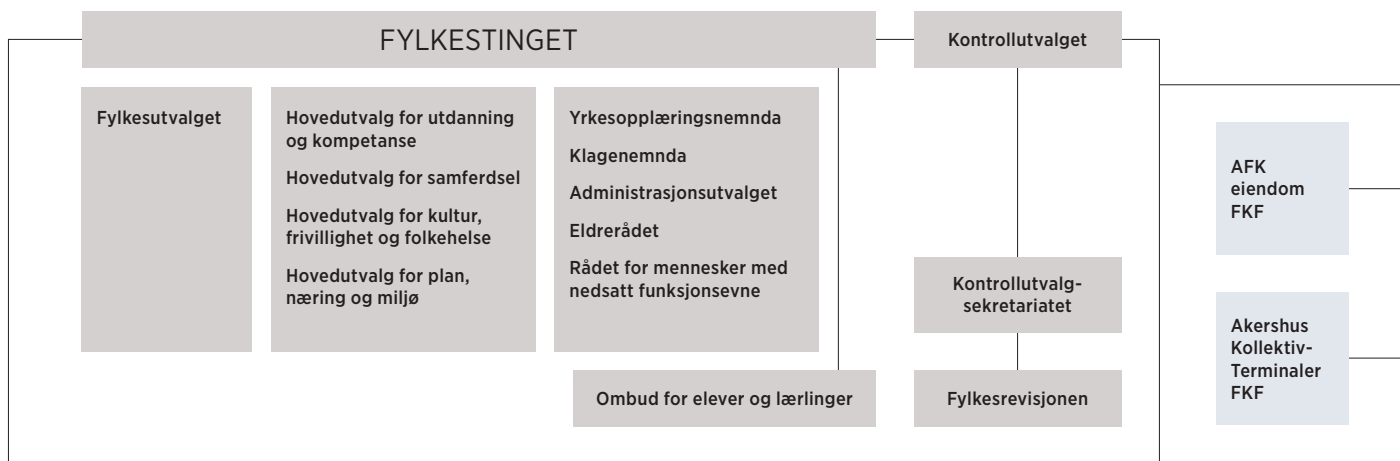 FYLKESTINGET
Kontrollutvalget
Fylkesutvalget
Hovedutvalg for utdanning
og kompetanse
Hovedutvalg for samferdsel
Hovedutvalg for kultur,
frivillighet og folkehelse
Hovedutvalg for plan,
næring og miljø
Yrkesopplæringsnemnda
Klagenemnda
Administrasjonsutvalget
Eldrerådet
Rådet for mennesker med
nedsatt funksjonsevne
Ombud for elever og lærlinger
Kontrollutvalg-
sekretariatet
Fylkesrevisjonen
AFK
eiendom
FKF
Akershus
Kollektiv-
Terminaler
FKF